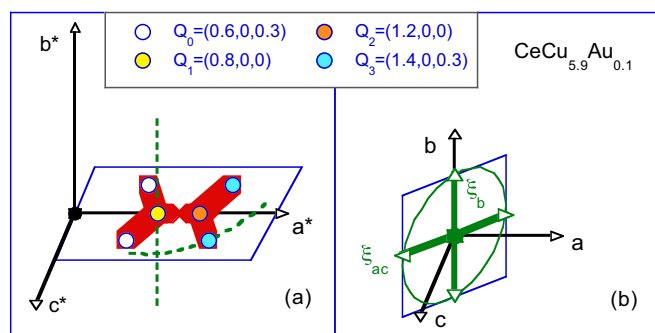 b*
Q0=(0.6,0,0.3)
Q2=(1.2,0,0)
Q1=(0.8,0,0)
Q3=(1.4,0,0.3)
CeCu5.9Au0.1
a*
c*
(a)
b
ξb
a
ξac
c
(b)